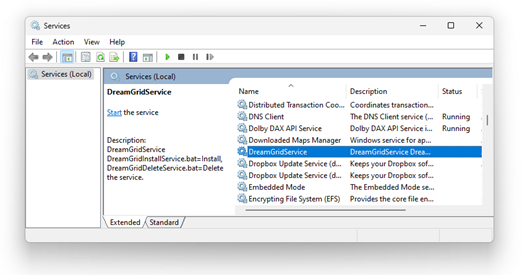 Services
File Action View Help
Services (Local)
Services (Local)
DreamGridService
Start the service
Description:
DreamGridService
DreamGridInstallService.bat=Install,
DreamGridDeleteService.bat=Delete
the service.
Name Description Status
Distributed Transaction Coo... Coordinates transaction...
DNS Client The DNS Client service (... Running
Dolby DAX API Service Dolby DAX API Service i... Running
Downloaded Maps Manager Windows service for ap...
DreamGridService DreamGridService Drea...
Dropbox Update Service (d... Keeps your Dropbox sof...
Dropbox Update Service (d... Keeps your Dropbox sof...
Embedded Mode The Embedded Mode se...
Encrypting File System (EFS) Provides the core file en...
Extended Standard